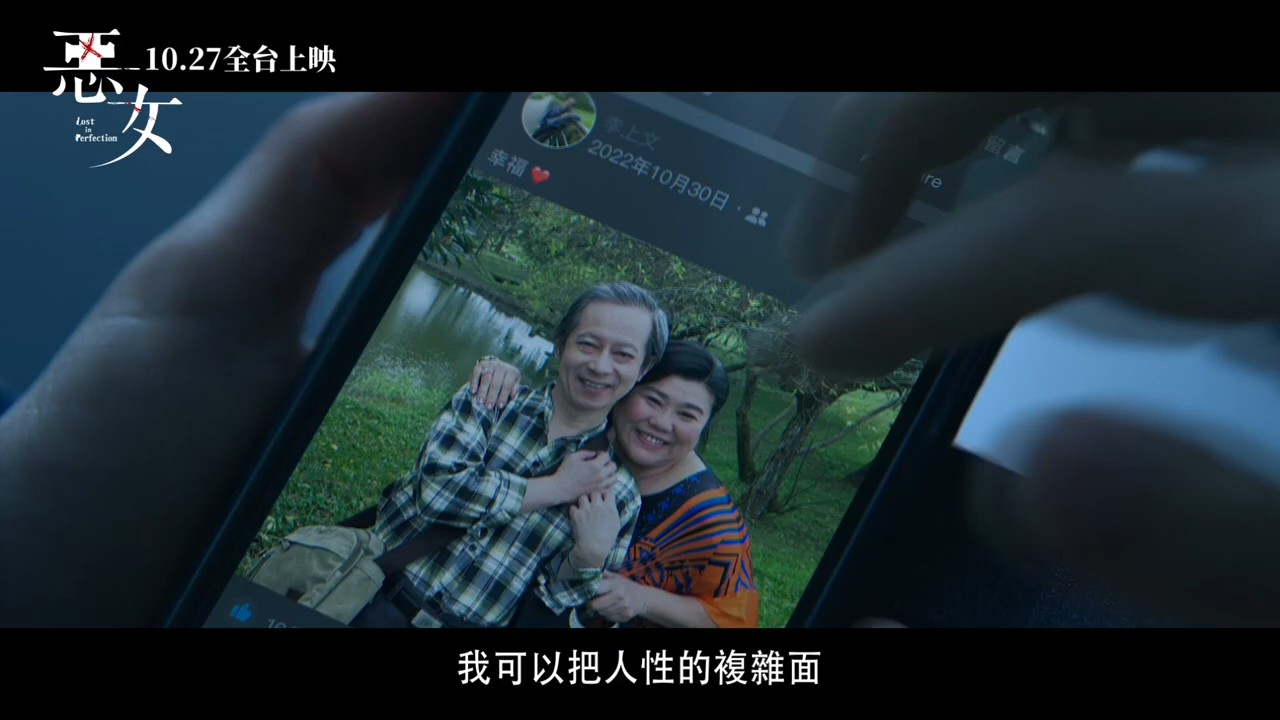 惡女
10.27全台上映
Lost
in
Perfection
李上文
2022年10月30日
幸福
留言
我可以把人性的複雜面